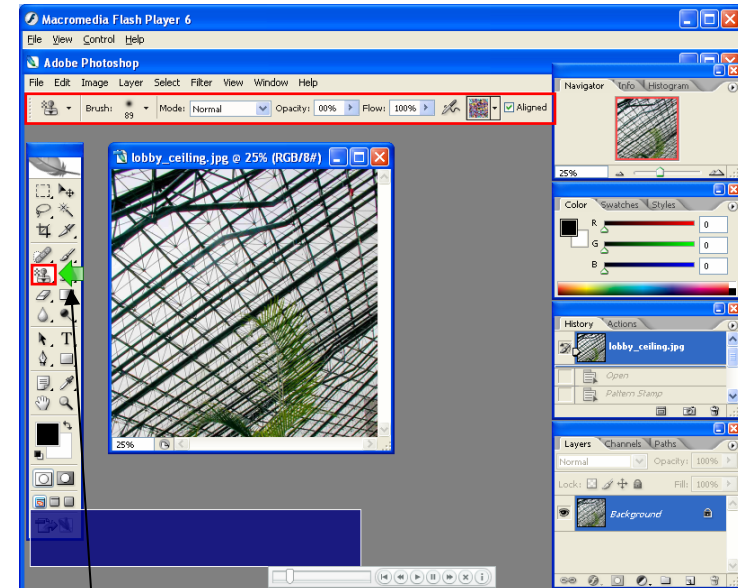 Macromedia Flash Player 6
File View Control Help
Adobe Photoshop
File Edit Image Layer Select Filter View Window Help
Brush: 89 Mode: Normal Opacity: 00% Flow: 100% Aligned
lobby_ceiling.jpg @ 25% (RGB/8#)
25%
T
Navigator Info Histogram
25%
Color Swatches Styles
R 0
G 0
B 0
History Actions
lobby_ceiling.jpg
Open
Pattern Stamp
Layers Channels Paths
Normal Opacity: 100%
Lock: Fill: 100%
Background